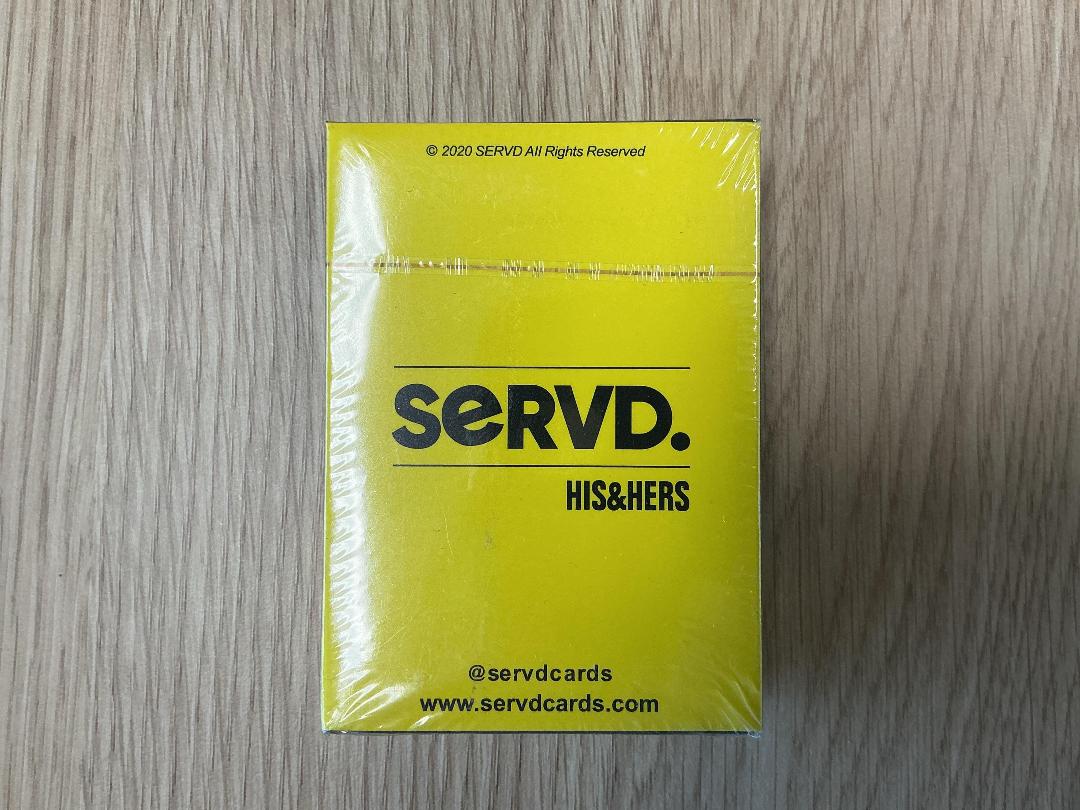 © 2020 SERVD All Rights Reserved
SeRVD.
HIS&HERS
@servdcards
www.servdcards.com